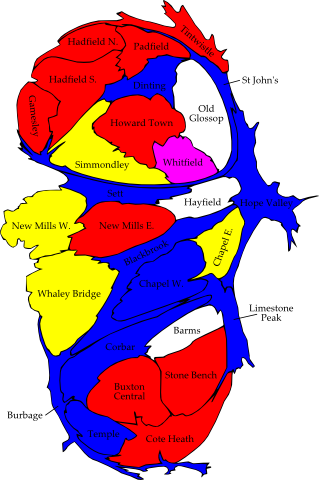 Tintwistle
Hadfield N.
Padfield
Hadfield S.
St John's
Dinting
Gamesley
Old
Glossop
Howard Town
Whitfield
Simmondley
Sett
Hayfield
Hope Valley
New Mills W.
New Mills E.
Chapel E.
Blackbrook
Chapel W.
Whaley Bridge
Limestone
Peak
Barms
Corbar
Stone Bench
Buxton
Central
Burbage
Temple
Cote Heath